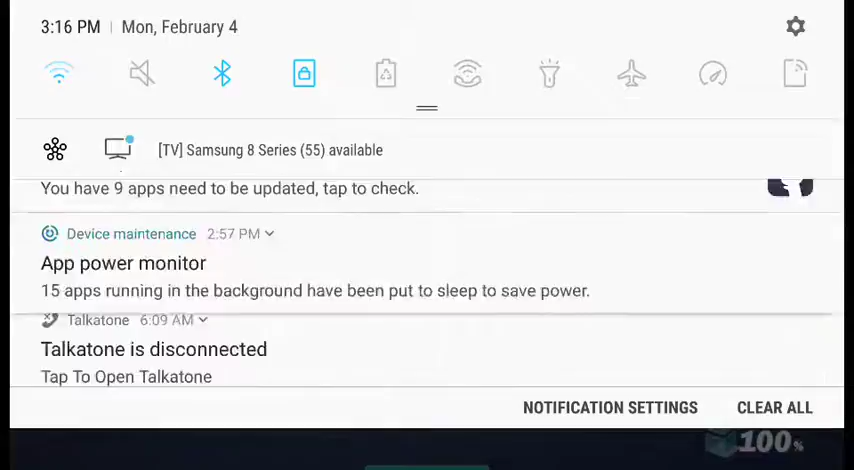 3:16 PM | Mon, February 4
[TV] Samsung 8 Series (55) available
You have 9 apps need to be updated, tap to check.
Device maintenance 2:57 PM
App power monitor
15 apps running in the background have been put to sleep to save power.
Talkatone 6:09 AM
Talkatone is disconnected
Tap To Open Talkatone
NOTIFICATION SETTINGS CLEAR ALL
100%